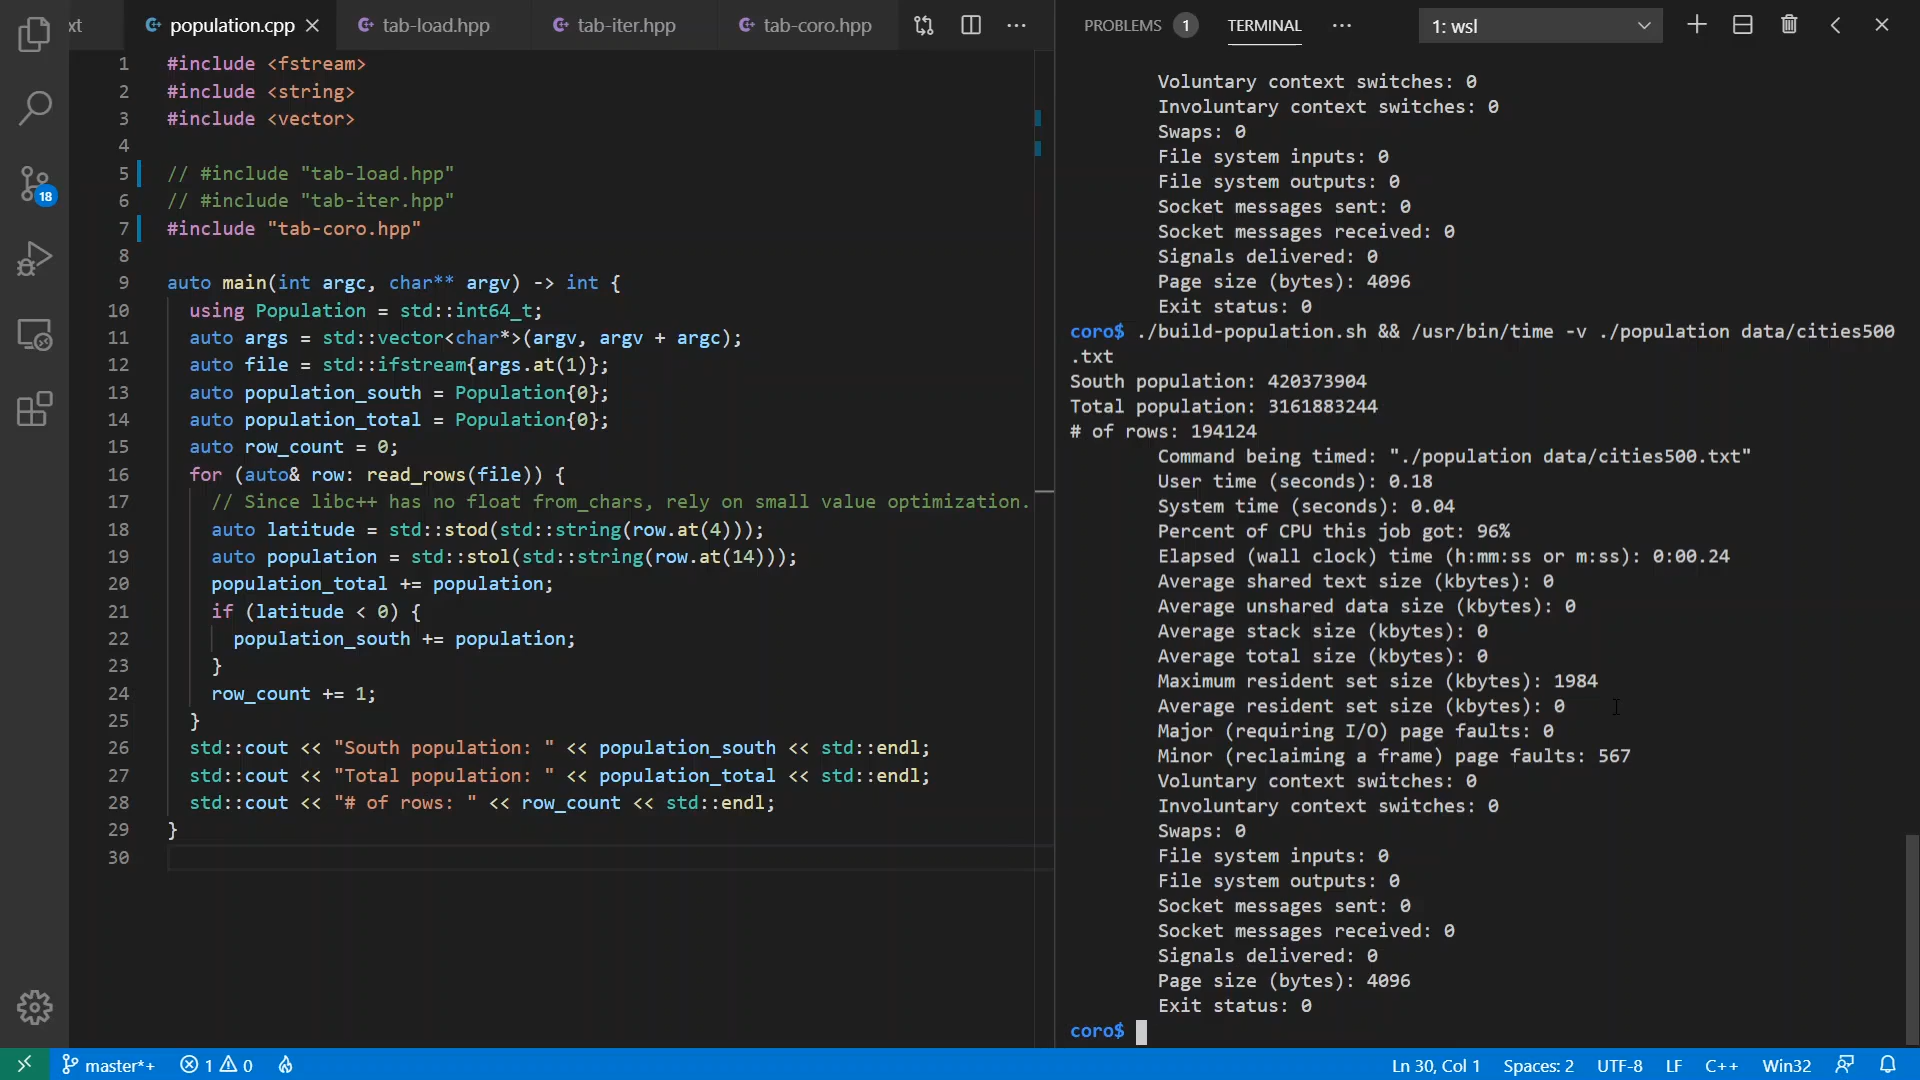 xt
population.cpp
tab-load.hpp
tab-iter.hpp
tab-coro.hpp
1 #include <fstream>
2 #include <string>
3 #include <vector>
4
5 // #include "tab-load.hpp"
6 // #include "tab-iter.hpp"
7 #include "tab-coro.hpp"
8
9 auto main(int argc, char** argv) -> int {
10 using Population = std::int64_t;
11 auto args = std::vector<char*>(argv, argv + argc);
12 auto file = std::ifstream{args.at(1)};
13 auto population_south = Population{0};
14 auto population_total = Population{0};
15 auto row_count = 0;
16 for (auto& row: read_rows(file)) {
17 // Since libc++ has no float from_chars, rely on small value optimization.
18 auto latitude = std::stod(std::string(row.at(4)));
19 auto population = std::stol(std::string(row.at(14)));
20 population_total += population;
21 if (latitude < 0) {
22 population_south += population;
23 }
24 row_count += 1;
25 }
26 std::cout << "South population: " << population_south << std::endl;
27 std::cout << "Total population: " << population_total << std::endl;
28 std::cout << "# of rows: " << row_count << std::endl;
29 }
30
18
PROBLEMS 1 TERMINAL ··· 1: wsl
Voluntary context switches: 0
Involuntary context switches: 0
Swaps: 0
File system inputs: 0
File system outputs: 0
Socket messages sent: 0
Socket messages received: 0
Signals delivered: 0
Page size (bytes): 4096
Exit status: 0
coro$ ./build-population.sh && /usr/bin/time -v ./population data/cities500
.txt
South population: 420373904
Total population: 3161883244
# of rows: 194124
Command being timed: "./population data/cities500.txt"
User time (seconds): 0.18
System time (seconds): 0.04
Percent of CPU this job got: 96%
Elapsed (wall clock) time (h:mm:ss or m:ss): 0:00.24
Average shared text size (kbytes): 0
Average unshared data size (kbytes): 0
Average stack size (kbytes): 0
Average total size (kbytes): 0
Maximum resident set size (kbytes): 1984
Average resident set size (kbytes): 0
Major (requiring I/O) page faults: 0
Minor (reclaiming a frame) page faults: 567
Voluntary context switches: 0
Involuntary context switches: 0
Swaps: 0
File system inputs: 0
File system outputs: 0
Socket messages sent: 0
Socket messages received: 0
Signals delivered: 0
Page size (bytes): 4096
Exit status: 0
coro$
master*+ 1 0 Ln 30, Col 1 Spaces: 2 UTF-8 LF C++ Win32